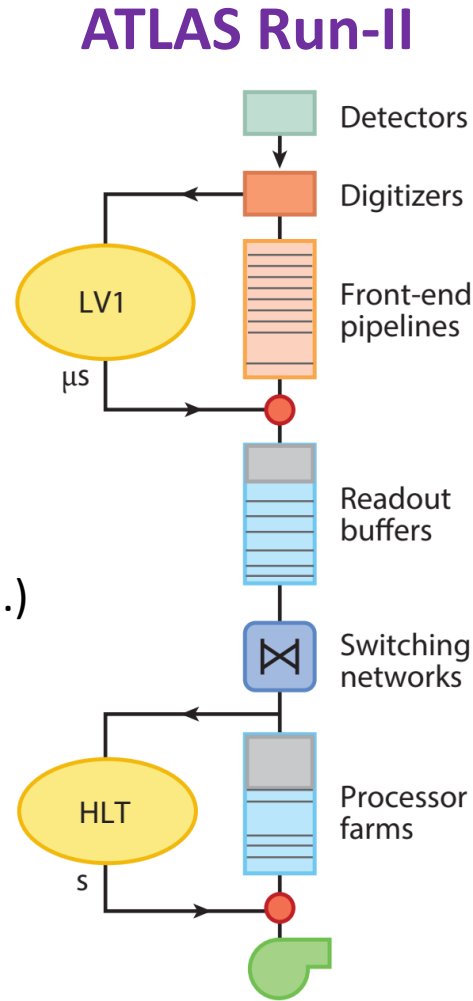 ATLAS Run-II
Detectors
Digitizers
LV1
Front-end
pipelines
μs
Readout
buffers
.)
Switching
networks
HLT
Processor
farms
s